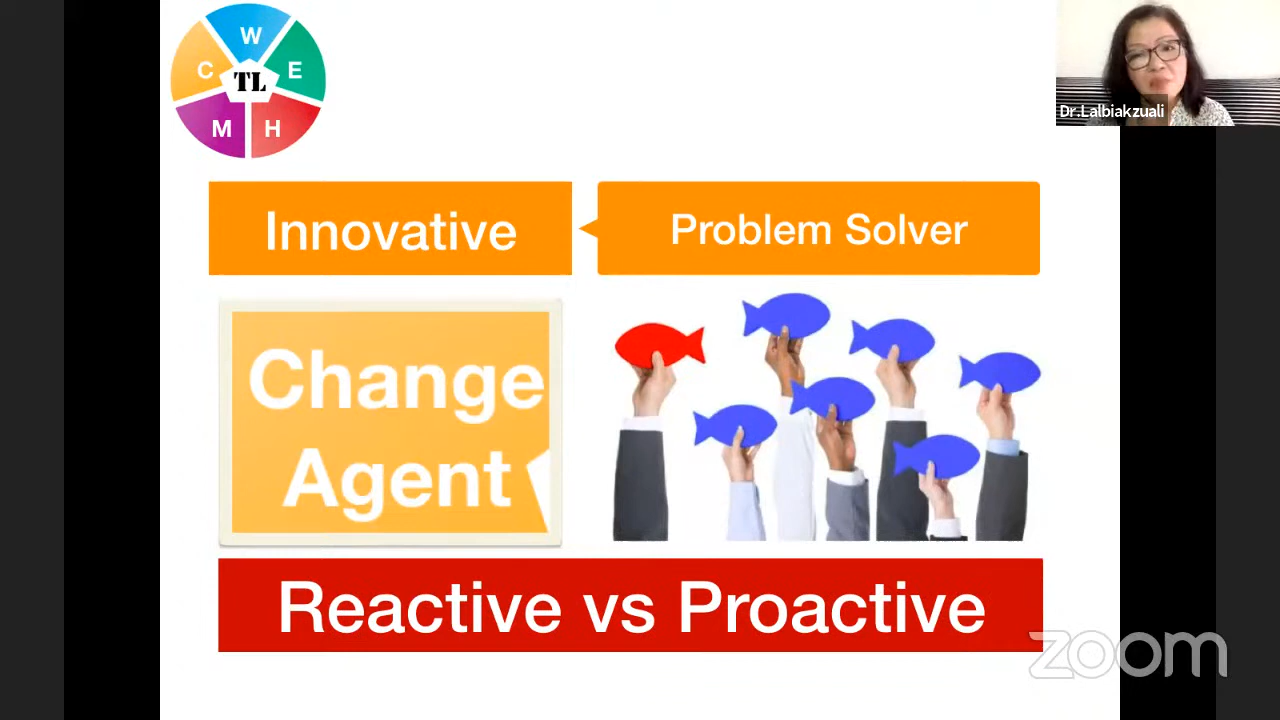 W
C
TL
E
M
H
Dr.Lalbiakzuali
Innovative
Problem Solver
Change
Agent
Reactive vs Proactive
zoom